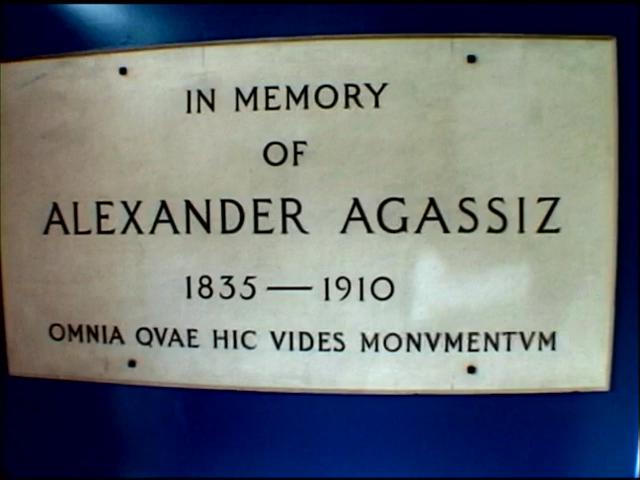 IN MEMORY
OF
ALEXANDER AGASSIZ
1835 — 1910
OMNIA QVAE HIC VIDES MONVMENTVM